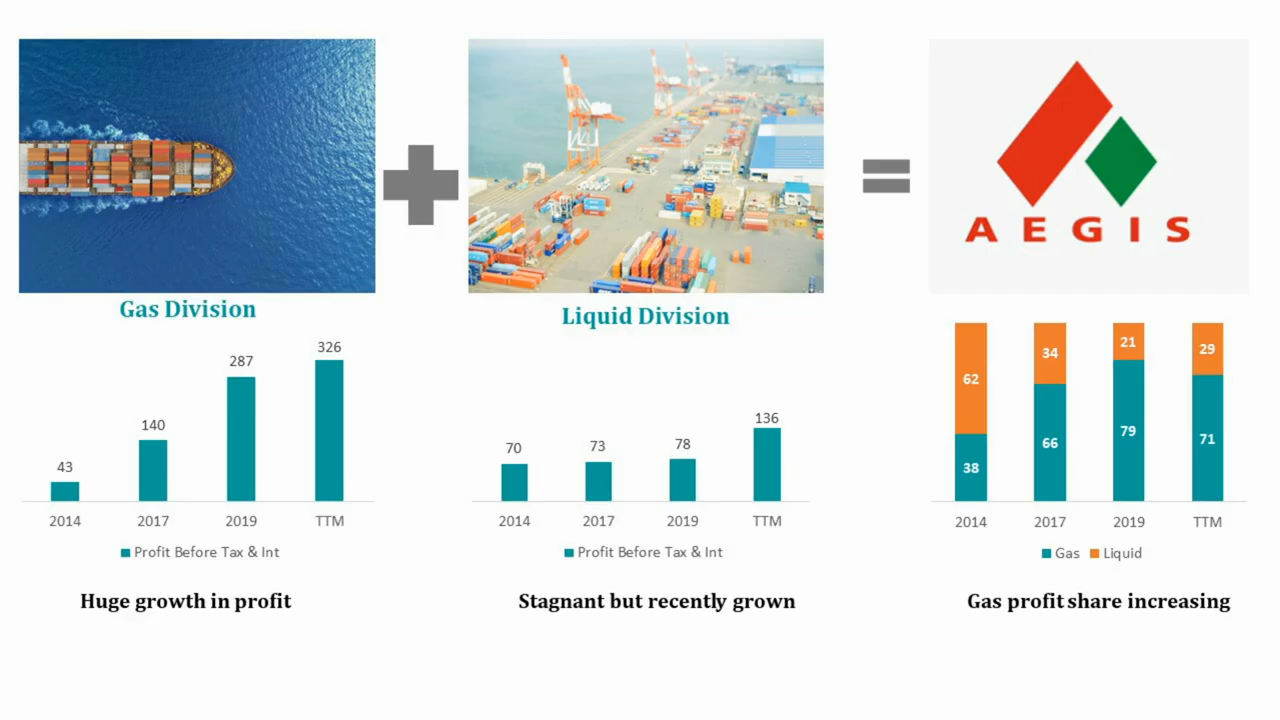 AEGIS
Gas Division
Liquid Division
326
287
140
43
2014 2017 2019 TTM
Profit Before Tax & Int
136
70 73 78
2014 2017 2019 TTM
Profit Before Tax & Int
62 34 21 29
38 66 79 71
2014 2017 2019 TTM
Gas Liquid
Huge growth in profit
Stagnant but recently grown
Gas profit share increasing